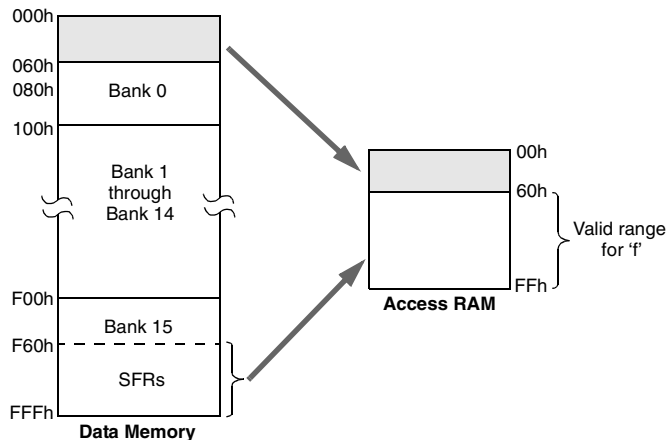 000h
060h
080h
Bank 0
100h
Bank 1
through
Bank 14
F00h
Bank 15
F60h
SFRs
FFFh
Data Memory
00h
60h
Valid range
for ‘f’
FFh
Access RAM